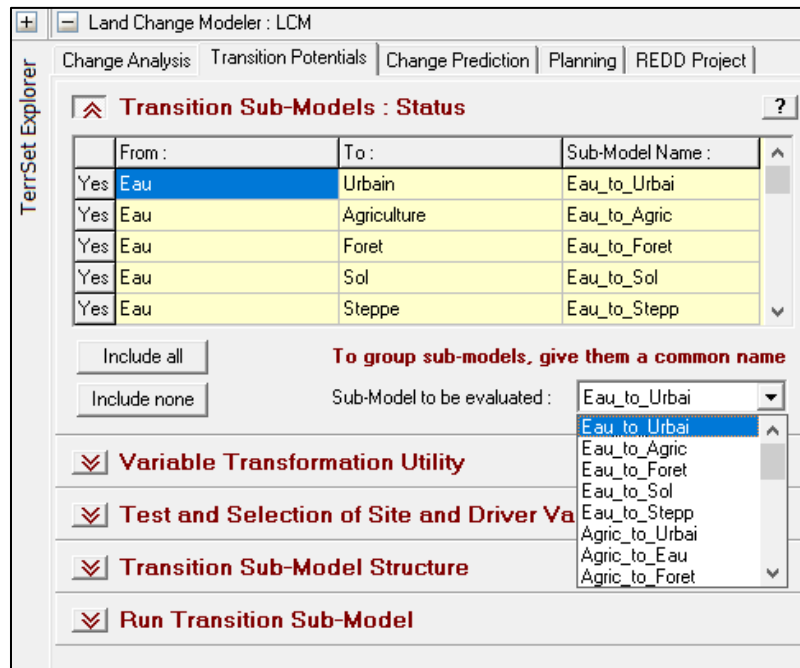 Land Change Modeler : LCM
TerrSet Explorer
Change Analysis Transition Potentials Change Prediction Planning REDD Project
Transition Sub-Models : Status ?
From : To : Sub-Model Name :
Yes Eau Urbain Eau_to_Urbai
Yes Eau Agriculture Eau_to_Agric
Yes Eau Foret Eau_to_Foret
Yes Eau Sol Eau_to_Sol
Yes Eau Steppe Eau_to_Stepp
Include all To group sub-models, give them a common name
Include none Sub-Model to be evaluated : Eau_to_Urbai
Eau_to_Urbai
Eau_to_Agric
Eau_to_Foret
Eau_to_Sol
Eau_to_Stepp
Agric_to_Urbai
Agric_to_Eau
Agric_to_Foret
Variable Transformation Utility
Test and Selection of Site and Driver Va
Transition Sub-Model Structure
Run Transition Sub-Model